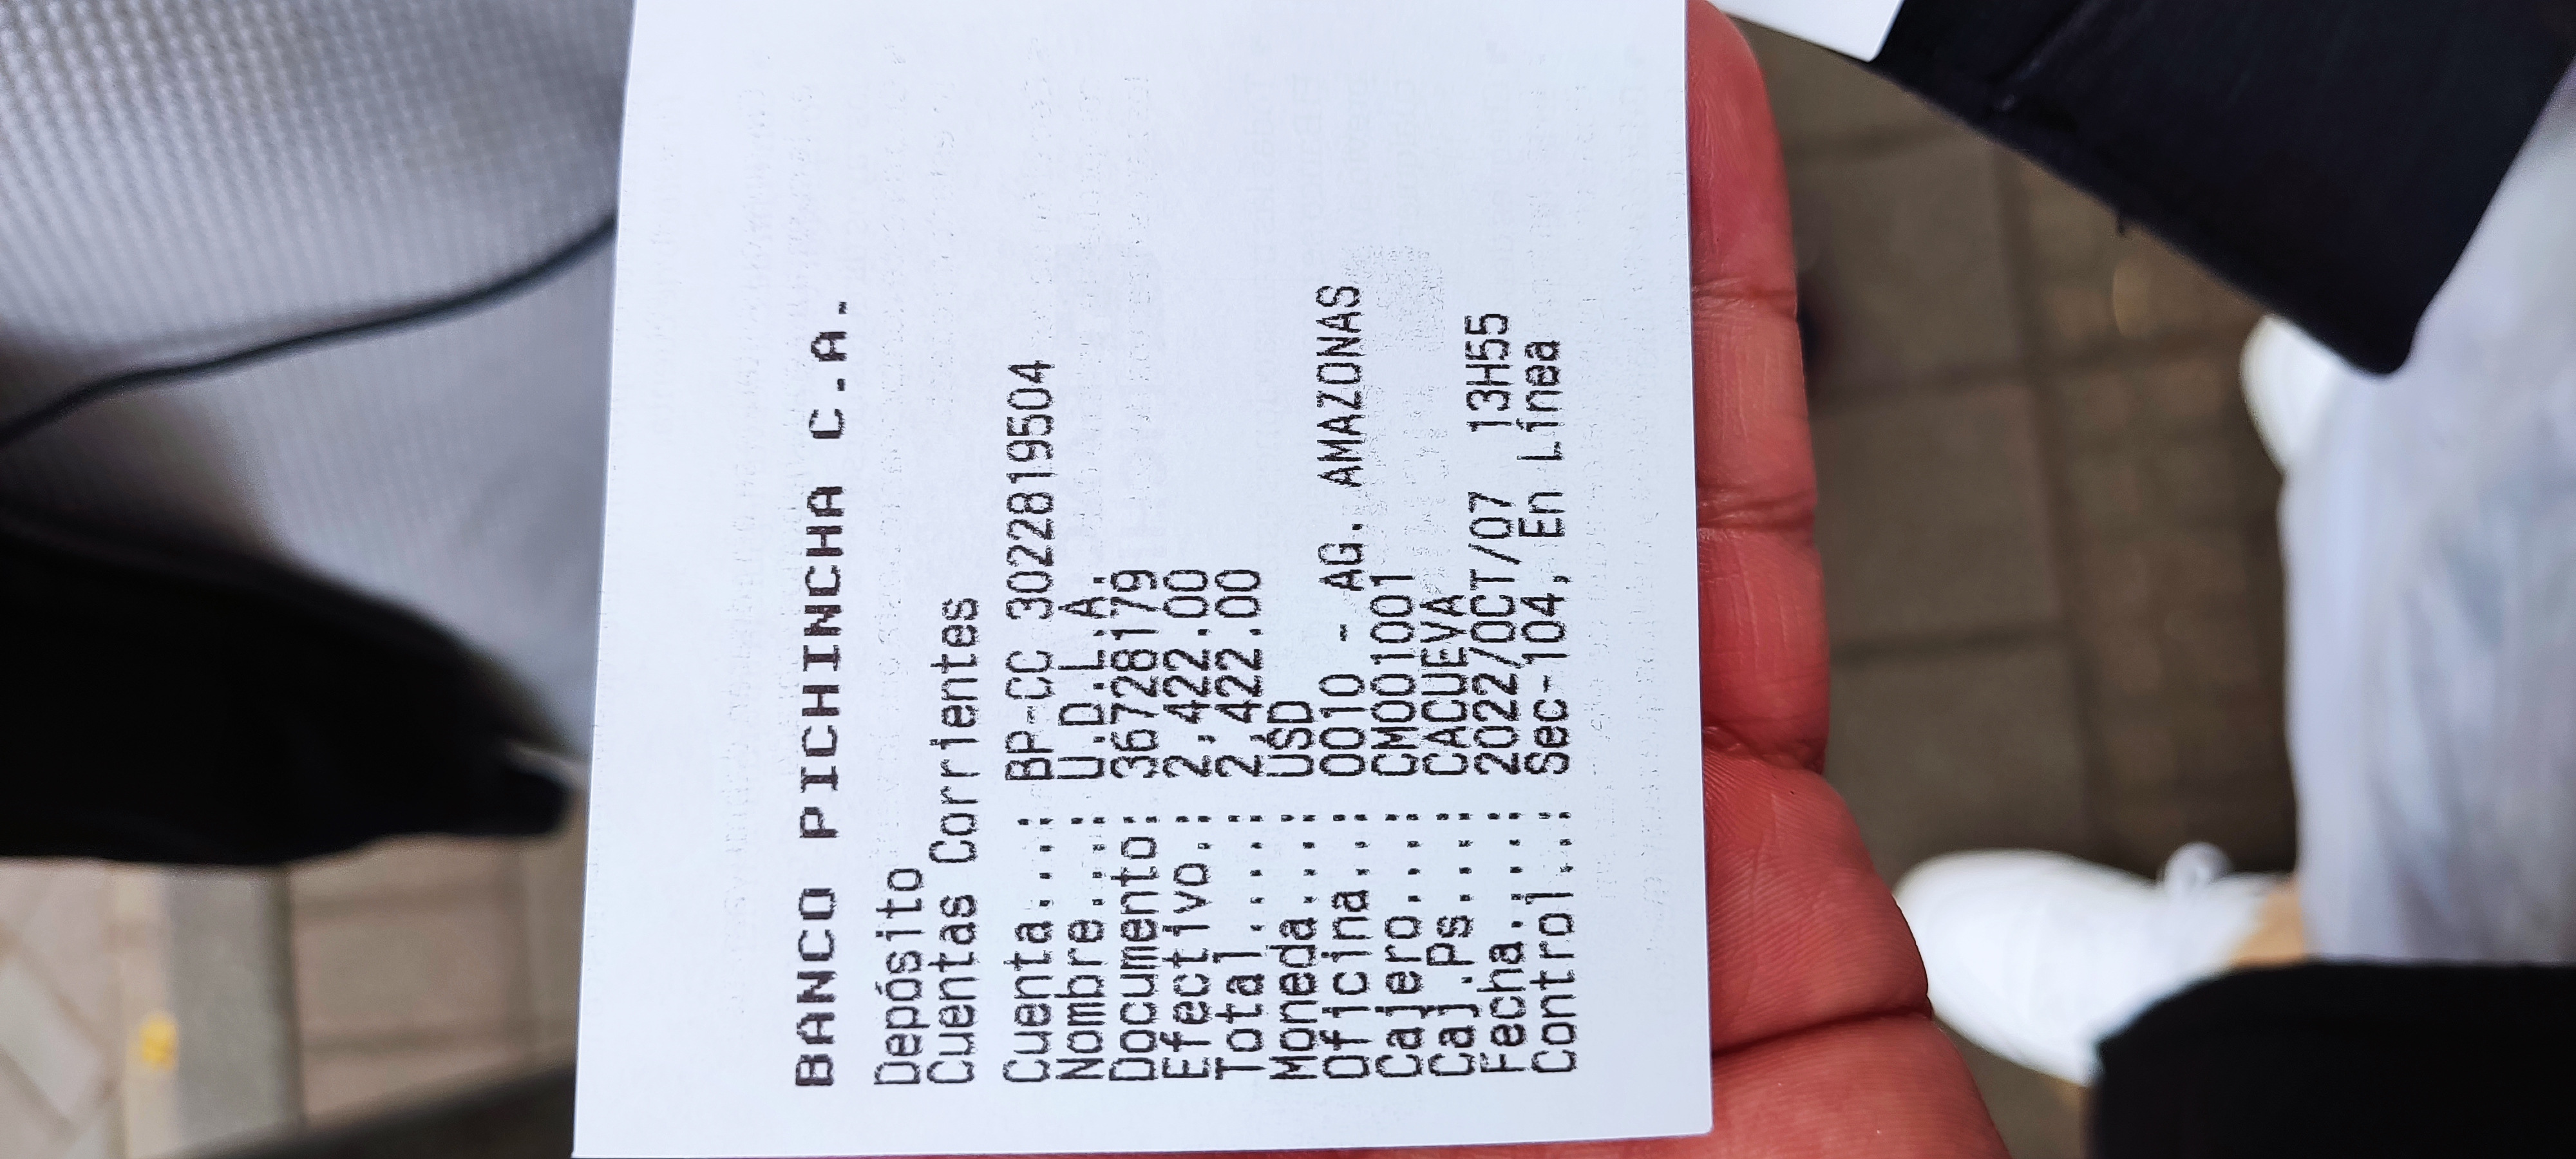 BANCO PICHINCHA C.A.
Depósito
Cuentas Corrientes
Cuenta...: BP-CC 3022819504
Nombre...: U.D.L.A.
Documento: 367728179
Efectivo.: 2,422.00
Total....: 2,422.00
Moneda...: USD
Oficina..: 0010 - AG. AMAZONAS
Cajero...: CM001001
Caj.Ps...: CACUEVA
Fecha....: 2022/OCT/07 13H55
Control..: Sec-104, En Línea